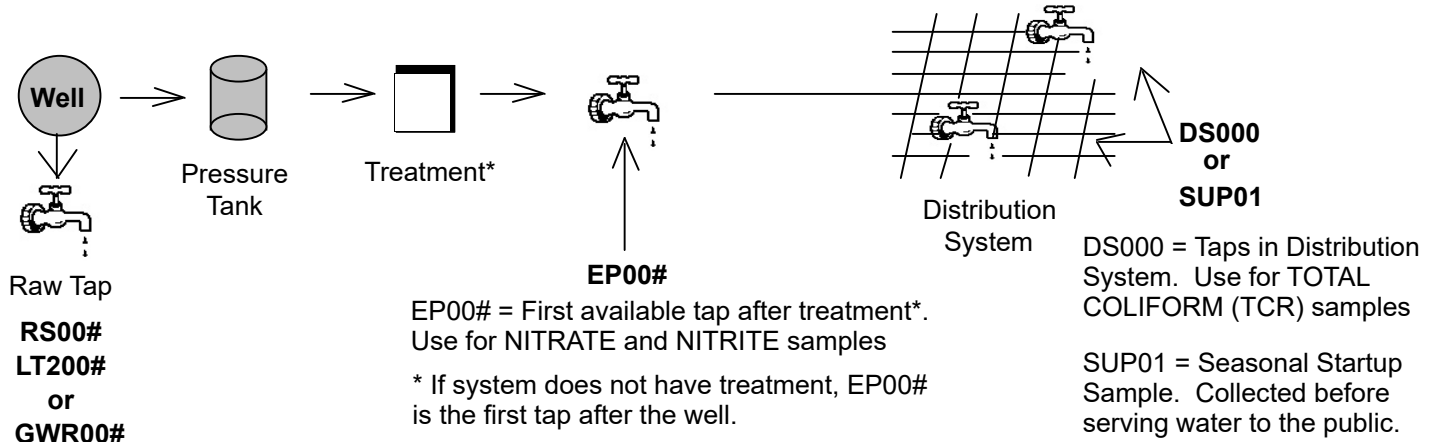 Well
Pressure
Tank
Treatment*
Raw Tap
RS00#
LT200#
or
GWR00#
EP00#
EP00# = First available tap after treatment*.
Use for NITRATE and NITRITE samples
* If system does not have treatment, EP00#
is the first tap after the well.
Distribution
System
DS000
or
SUP01
DS000 = Taps in Distribution
System. Use for TOTAL
COLIFORM (TCR) samples
SUP01 = Seasonal Startup
Sample. Collected before
serving water to the public.